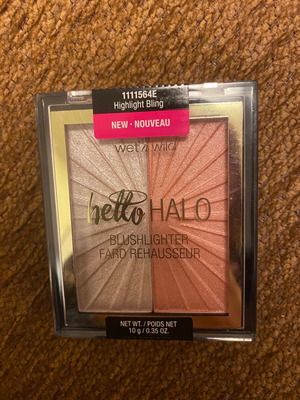 1111564E
Highlight Bling
NEW • NOUVEAU
wet n wild
hello HALO
BLUSHLIGHTER
FARD REHAUSSEUR
NET WT. / POIDS NET
10 g / 0.35 OZ.